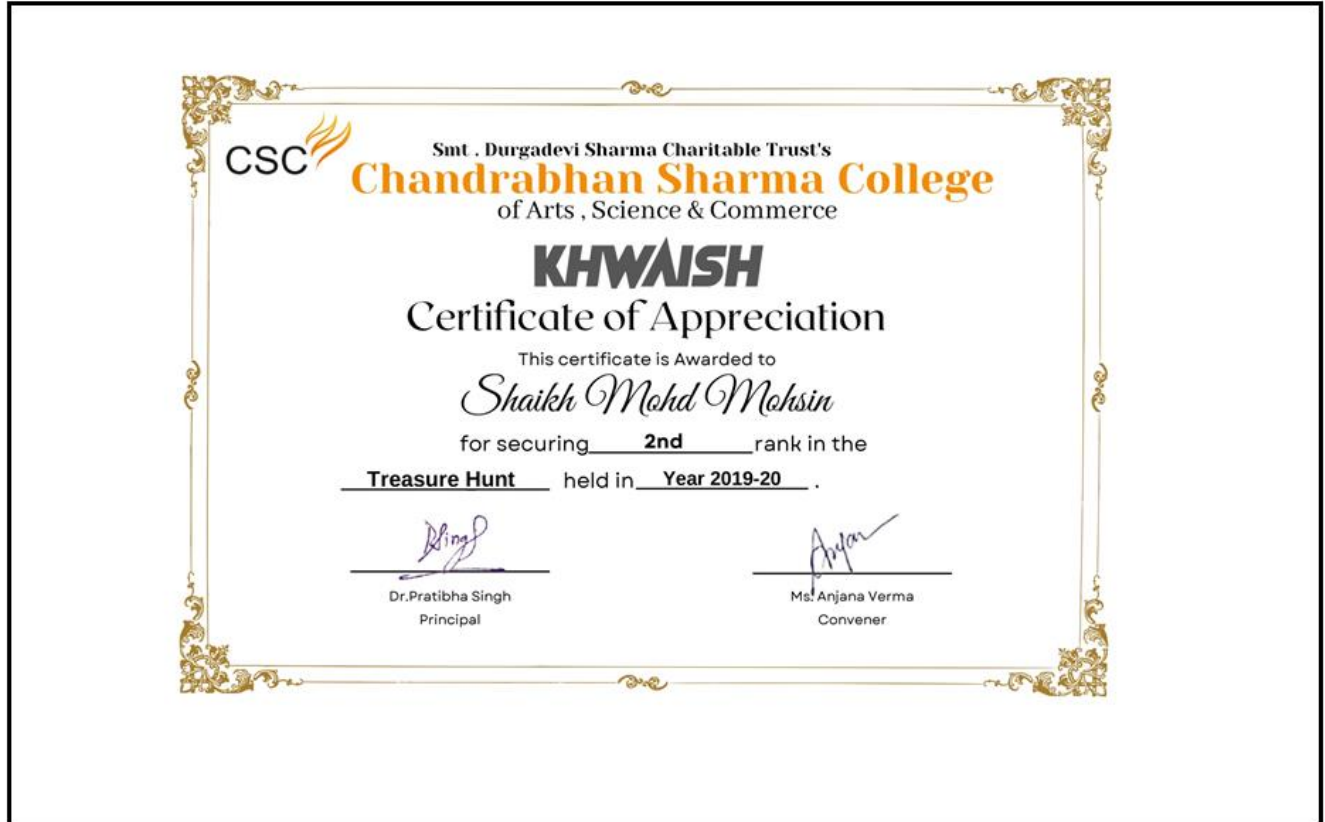 CSC
Smt . Durgadevi Sharma Charitable Trust's
Chandrabhan Sharma College
of Arts , Science & Commerce
KHWAISH
Certificate of Appreciation
This certificate is Awarded to
Shaikh Mohd Mohsin
for securing 2nd rank in the
Treasure Hunt held in Year 2019-20 .
DSingh
Anjan
Dr.Pratibha Singh
Ms. Anjana Verma
Principal
Convener